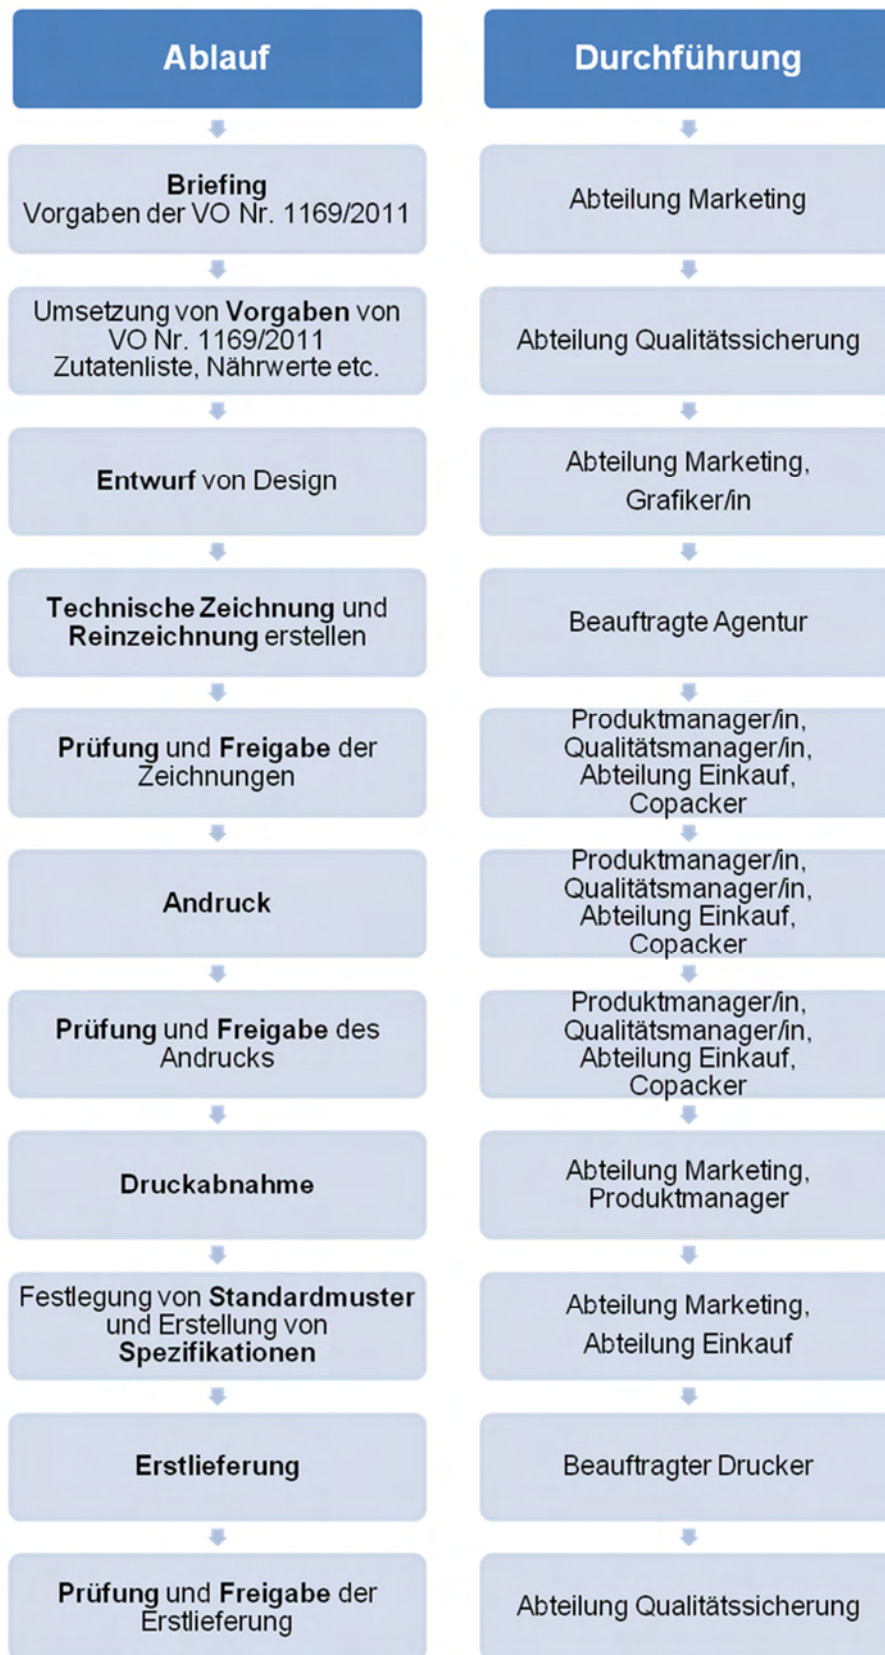 Ablauf
Durchführung
Briefing
Vorgaben der VO Nr. 1169/2011
Abteilung Marketing
Umsetzung von Vorgaben von
VO Nr. 1169/2011
Zutatenliste, Nährwerte etc.
Abteilung Qualitätssicherung
Entwurf von Design
Abteilung Marketing,
Grafiker/in
Technische Zeichnung und
Reinzeichnung erstellen
Beauftragte Agentur
Prüfung und Freigabe der
Zeichnungen
Produktmanager/in,
Qualitätsmanager/in,
Abteilung Einkauf,
Copacker
Andruck
Produktmanager/in,
Qualitätsmanager/in,
Abteilung Einkauf,
Copacker
Prüfung und Freigabe des
Andrucks
Produktmanager/in,
Qualitätsmanager/in,
Abteilung Einkauf,
Copacker
Druckabnahme
Abteilung Marketing,
Produktmanager
Festlegung von Standardmuster
und Erstellung von
Spezifikationen
Abteilung Marketing,
Abteilung Einkauf
Erstlieferung
Beauftragter Drucker
Prüfung und Freigabe der
Erstlieferung
Abteilung Qualitätssicherung